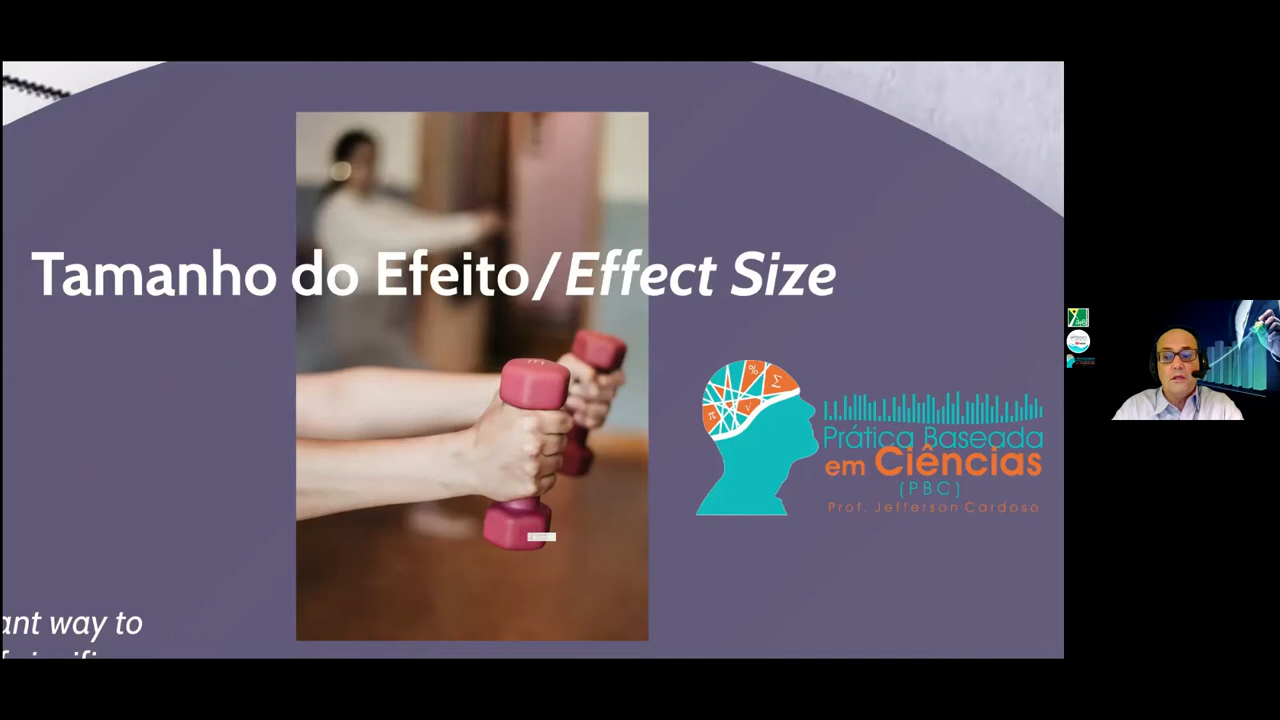 Tamanho do Efeito/Effect Size
% Σ
π √
Prática Baseada
em Ciências
(PBC)
Prof. Jefferson Cardoso
ant way to